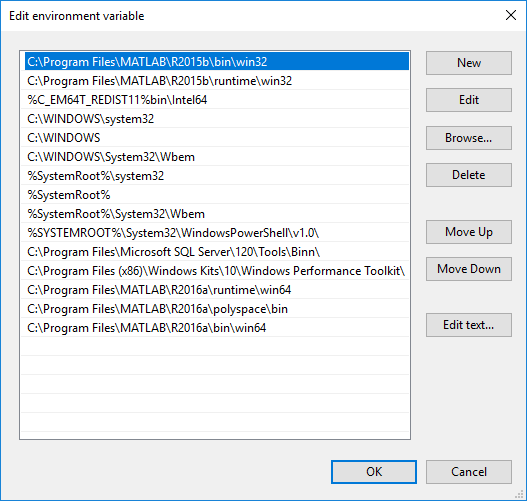 Edit environment variable
C:\Program Files\MATLAB\R2015b\bin\win32
C:\Program Files\MATLAB\R2015b\runtime\win32
%C_EM64T_REDIST11%bin\Intel64
C:\WINDOWS\system32
C:\WINDOWS
C:\WINDOWS\System32\Wbem
%SystemRoot%\system32
%SystemRoot%
%SystemRoot%\System32\Wbem
%SYSTEMROOT%\System32\WindowsPowerShell\v1.0\
C:\Program Files\Microsoft SQL Server\120\Tools\Binn\
C:\Program Files (x86)\Windows Kits\10\Windows Performance Toolkit\
C:\Program Files\MATLAB\R2016a\runtime\win64
C:\Program Files\MATLAB\R2016a\polyspace\bin
C:\Program Files\MATLAB\R2016a\bin\win64
New
Edit
Browse...
Delete
Move Up
Move Down
Edit text...
OK
Cancel